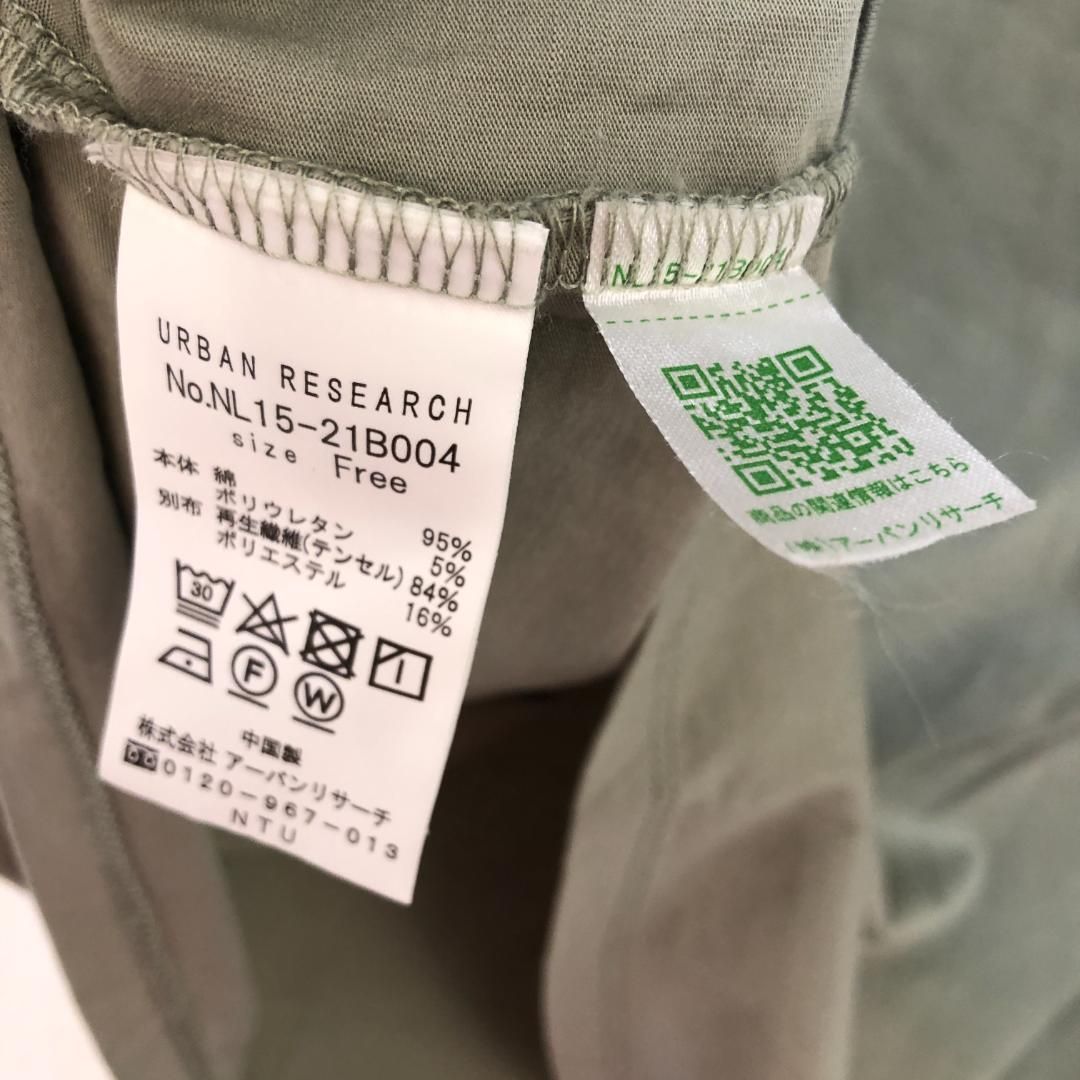 URBAN RESEARCH
No.NL15-21B004
size Free
本体 綿 95%
ポリウレタン 5%
別布 再生繊維(テンセル) 84%
ポリエステル 16%
30
F
W
中国製
株式会社 アーバンリサーチ
0120-967-013
NTU
NL15-21B004
商品の関連情報はこちら
(株)アーバンリサーチ